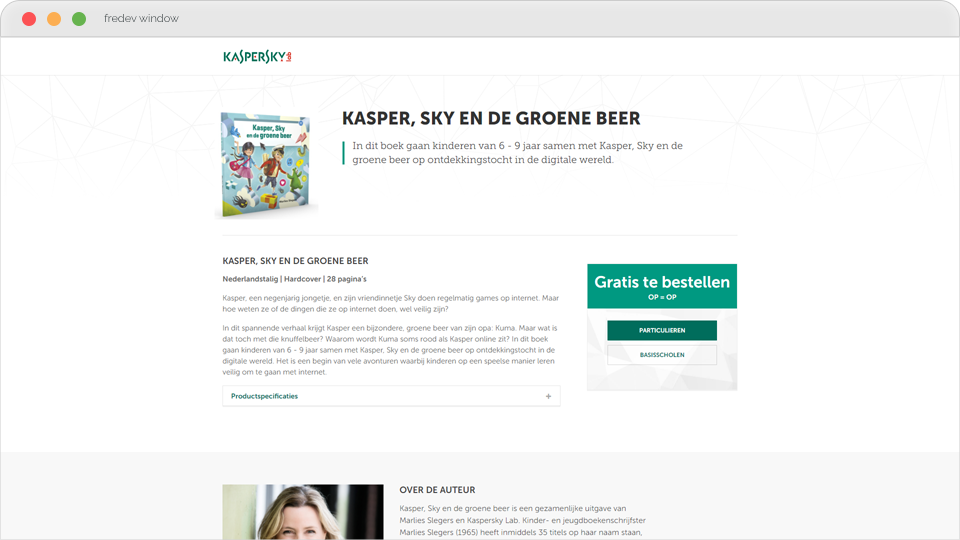 fredev window
KASPERSKY lab
KASPER, SKY EN DE GROENE BEER
Kasper, Sky
en de groene beer
In dit boek gaan kinderen van 6 - 9 jaar samen met Kasper, Sky en de
groene beer op ontdekkingstocht in de digitale wereld.
KASPER, SKY EN DE GROENE BEER
Nederlandstalig | Hardcover | 28 pagina's
Kasper, een negenjarig jongetje, en zijn vriendinnetje Sky doen regelmatig games op internet. Maar
hoe weten ze of de dingen die ze op internet doen, wel veilig zijn?
In dit spannende verhaal krijgt Kasper een bijzondere, groene beer van zijn opa: Kuma. Maar wat is
dat toch met die knuffelbeer? Waarom wordt Kuma soms rood als Kasper online zit? In dit boek
gaan kinderen van 6 - 9 jaar samen met Kasper, Sky en de groene beer op ontdekkingstocht in de
digitale wereld. Het is een begin van vele avonturen waarbij kinderen op een speelse manier leren
veilig om te gaan met internet.
Productspecificaties +
Gratis te bestellen
OP = OP
PARTICULIEREN
BASISSCHOLEN
OVER DE AUTEUR
Kasper, Sky en de groene beer is een gezamenlijke uitgave van
Marlies Slegers en Kaspersky Lab. Kinder- en jeugdboekenschrijfster
Marlies Slegers (1965) heeft inmiddels 35 titels op haar naam staan,